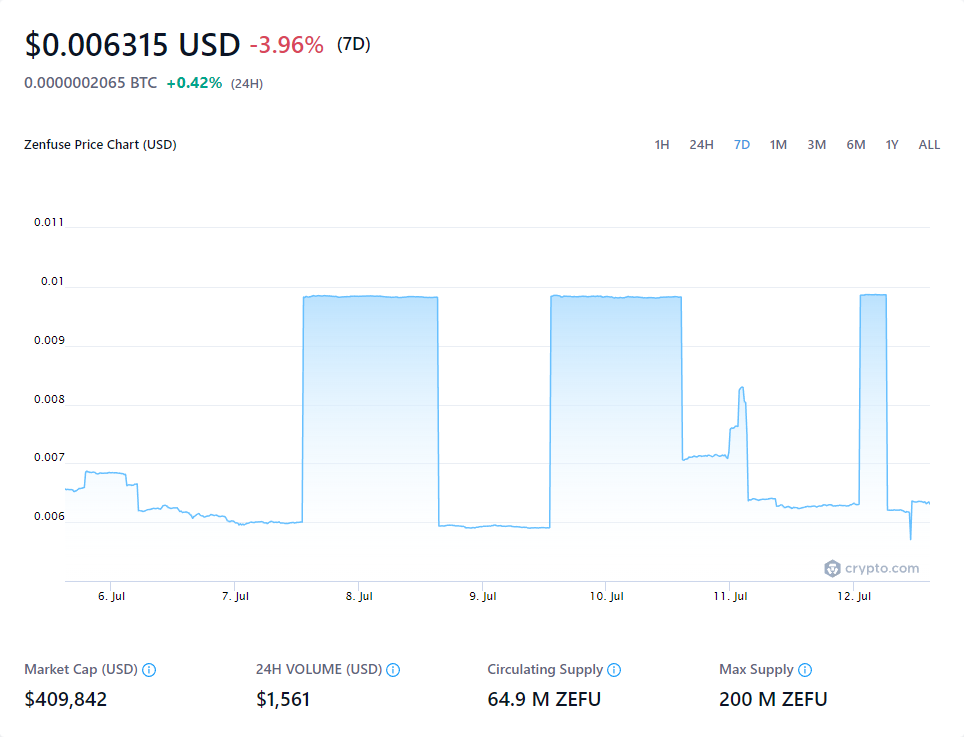 $0.006315 USD -3.96% (7D)
0.0000002065 BTC +0.42% (24H)
Zenfuse Price Chart (USD) 1H 24H 7D 1M 3M 6M 1Y ALL
0.011
0.01
0.009
0.008
0.007
0.006
crypto.com
6. Jul 7. Jul 8. Jul 9. Jul 10. Jul 11. Jul 12. Jul
Market Cap (USD) 24H VOLUME (USD) Circulating Supply Max Supply
$409,842 $1,561 64.9 M ZEFU 200 M ZEFU